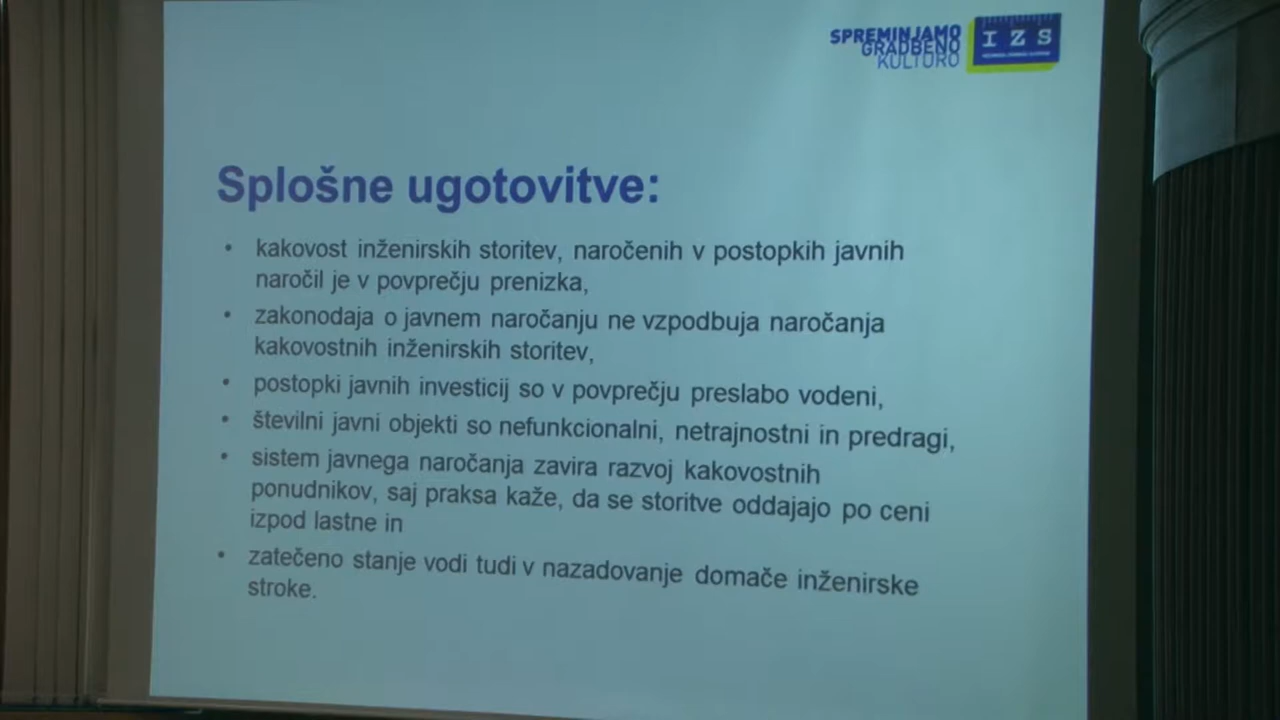 SPREMINJAMO
GRADBENO
KULTURO
IZS
Splošne ugotovitve:
• kakovost inženirskih storitev, naročenih v postopkih javnih
naročil je v povprečju prenizka,
• zakonodaja o javnem naročanju ne vzpodbuja naročanja
kakovostnih inženirskih storitev,
• postopki javnih investicij so v povprečju preslabo vodeni,
• številni javni objekti so nefunkcionalni, netrajnostni in predragi,
• sistem javnega naročanja zavira razvoj kakovostnih
ponudnikov, saj praksa kaže, da se storitve oddajajo po ceni
izpod lastne in
• zatečeno stanje vodi tudi v nazadovanje domače inženirske
stroke.